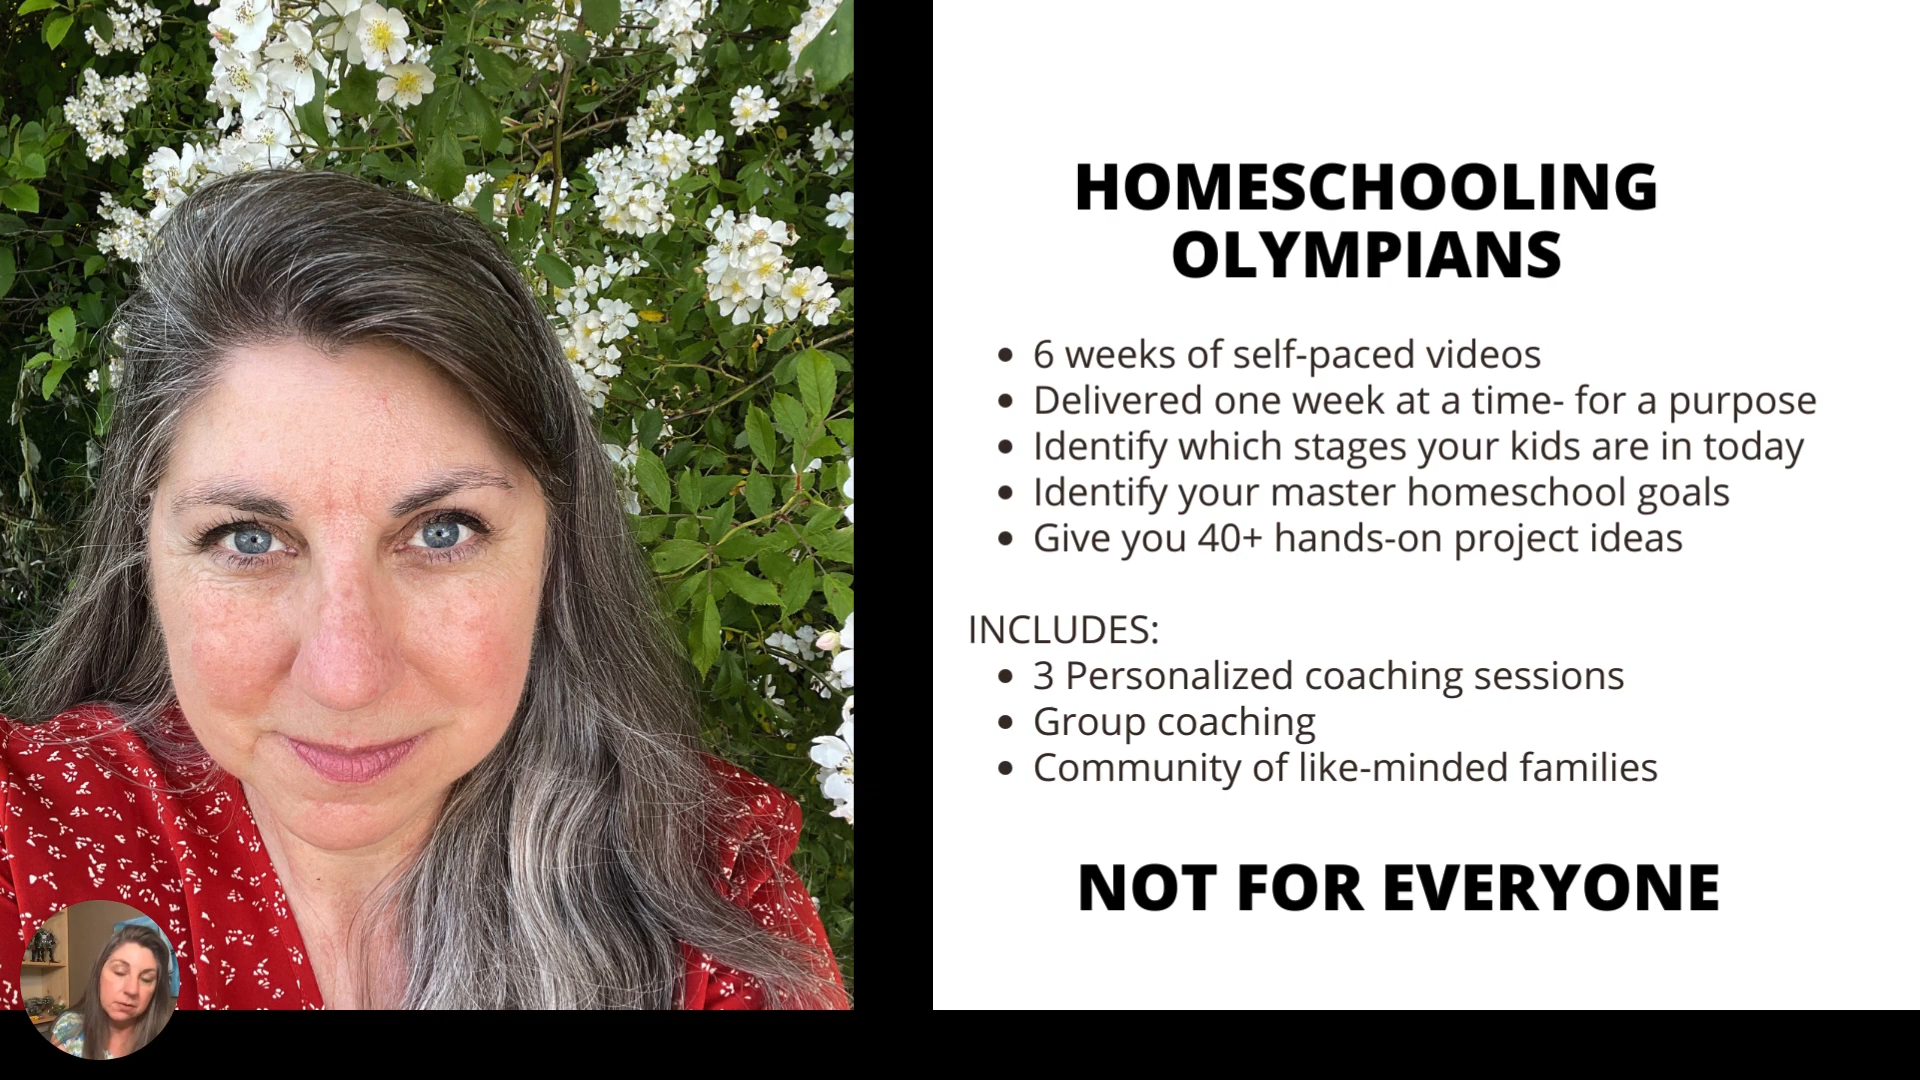 HOMESCHOOLING
OLYMPIANS
• 6 weeks of self-paced videos
• Delivered one week at a time- for a purpose
• Identify which stages your kids are in today
• Identify your master homeschool goals
• Give you 40+ hands-on project ideas
INCLUDES:
• 3 Personalized coaching sessions
• Group coaching
• Community of like-minded families
NOT FOR EVERYONE